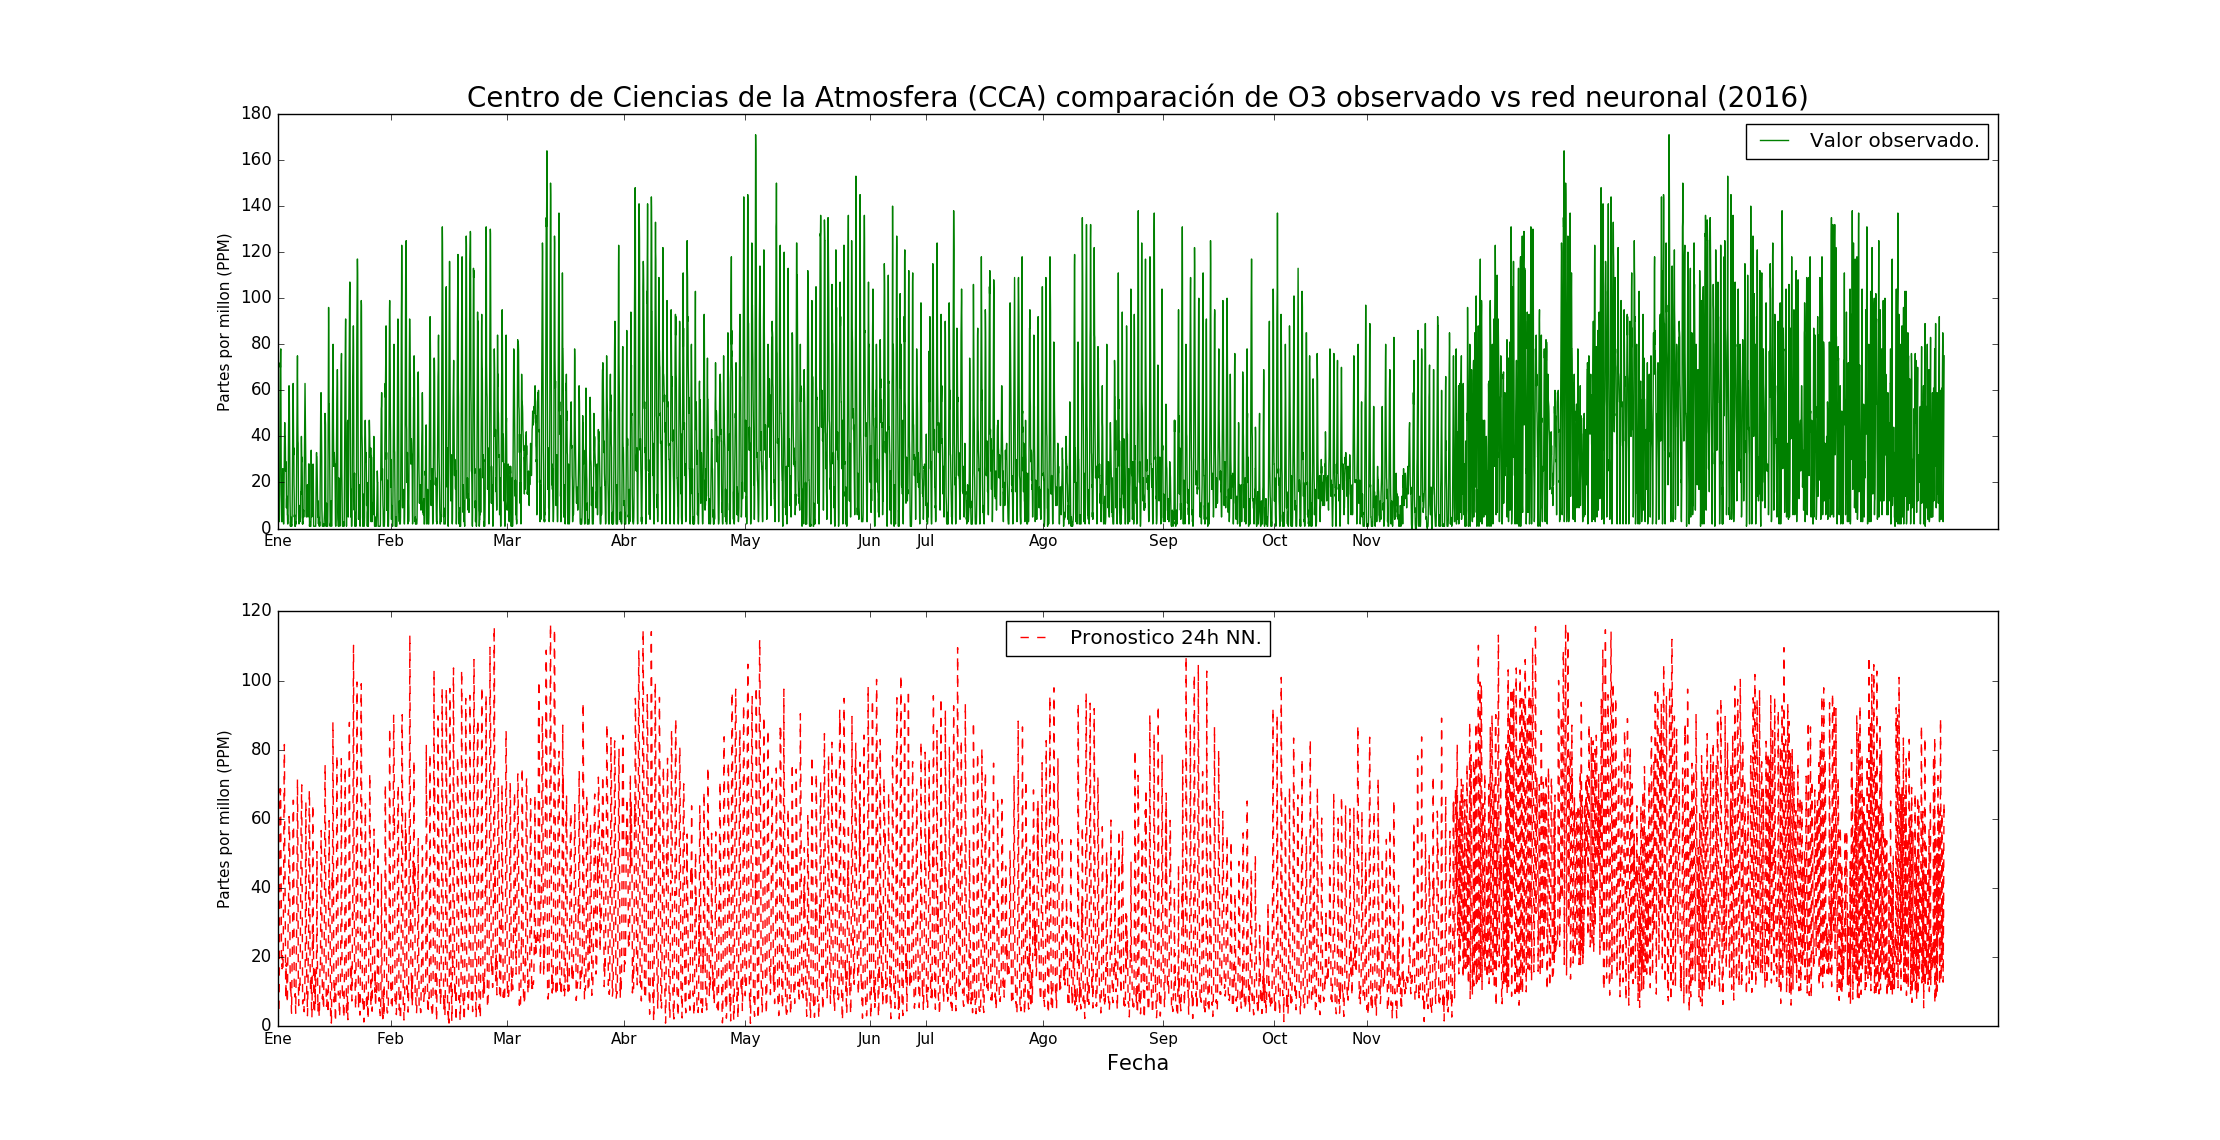 Centro de Ciencias de la Atmosfera (CCA) comparación de O3 observado vs red neuronal (2016)
Valor observado.
Partes por millon (PPM)
180
160
140
120
100
80
60
40
20
0
Ene Feb Mar Abr May Jun Jul Ago Sep Oct Nov
Pronostico 24h NN.
Partes por millon (PPM)
120
100
80
60
40
20
0
Ene Feb Mar Abr May Jun Jul Ago Sep Oct Nov
Fecha